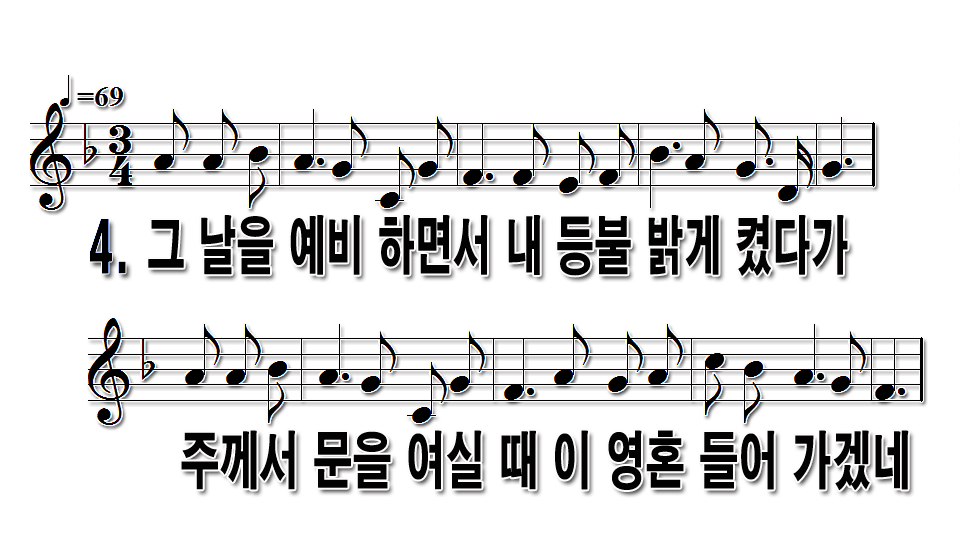 ♩=69
3
4
4. 그 날을 예비 하면서 내 등불 밝게 켰다가
주께서 문을 여실 때 이 영혼 들어 가겠네